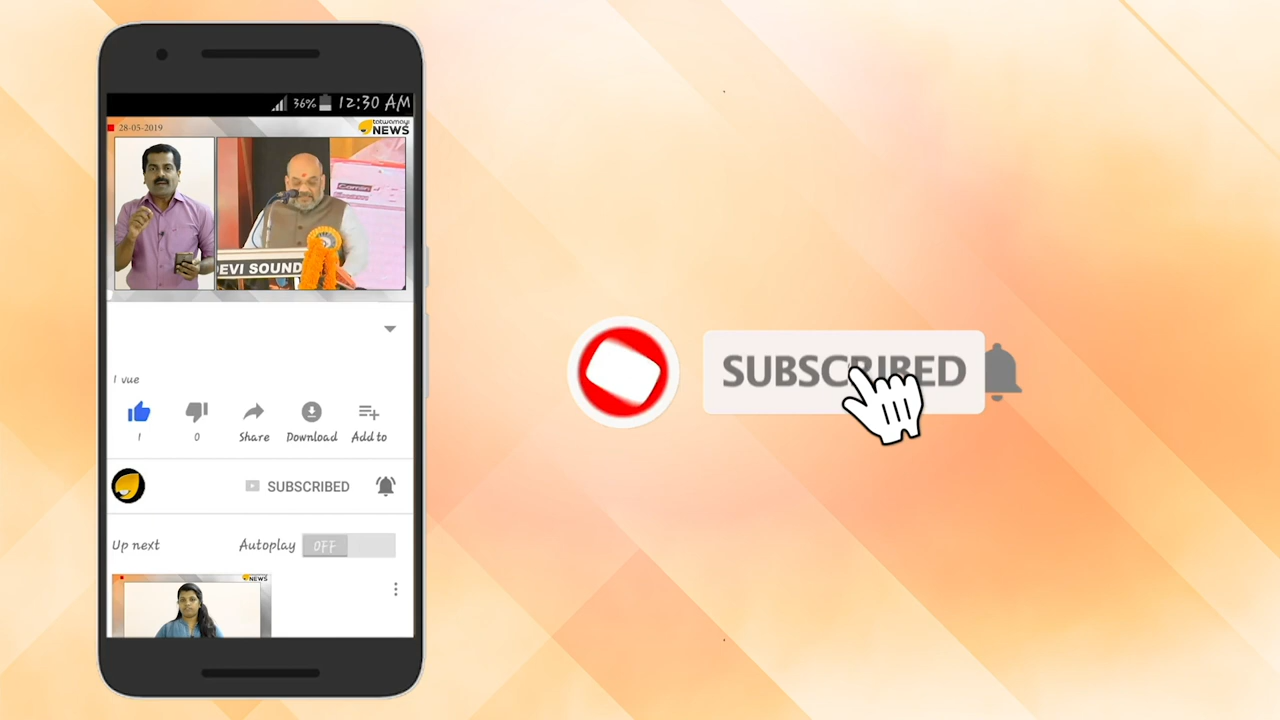 36% 12:30 AM
28-05-2019
tatwamayi
NEWS
DEVI SOUND
1 vue
1
0
Share
Download
Add to
SUBSCRIBED
Up next
Autoplay
OFF
NEWS
SUBSCRIBED